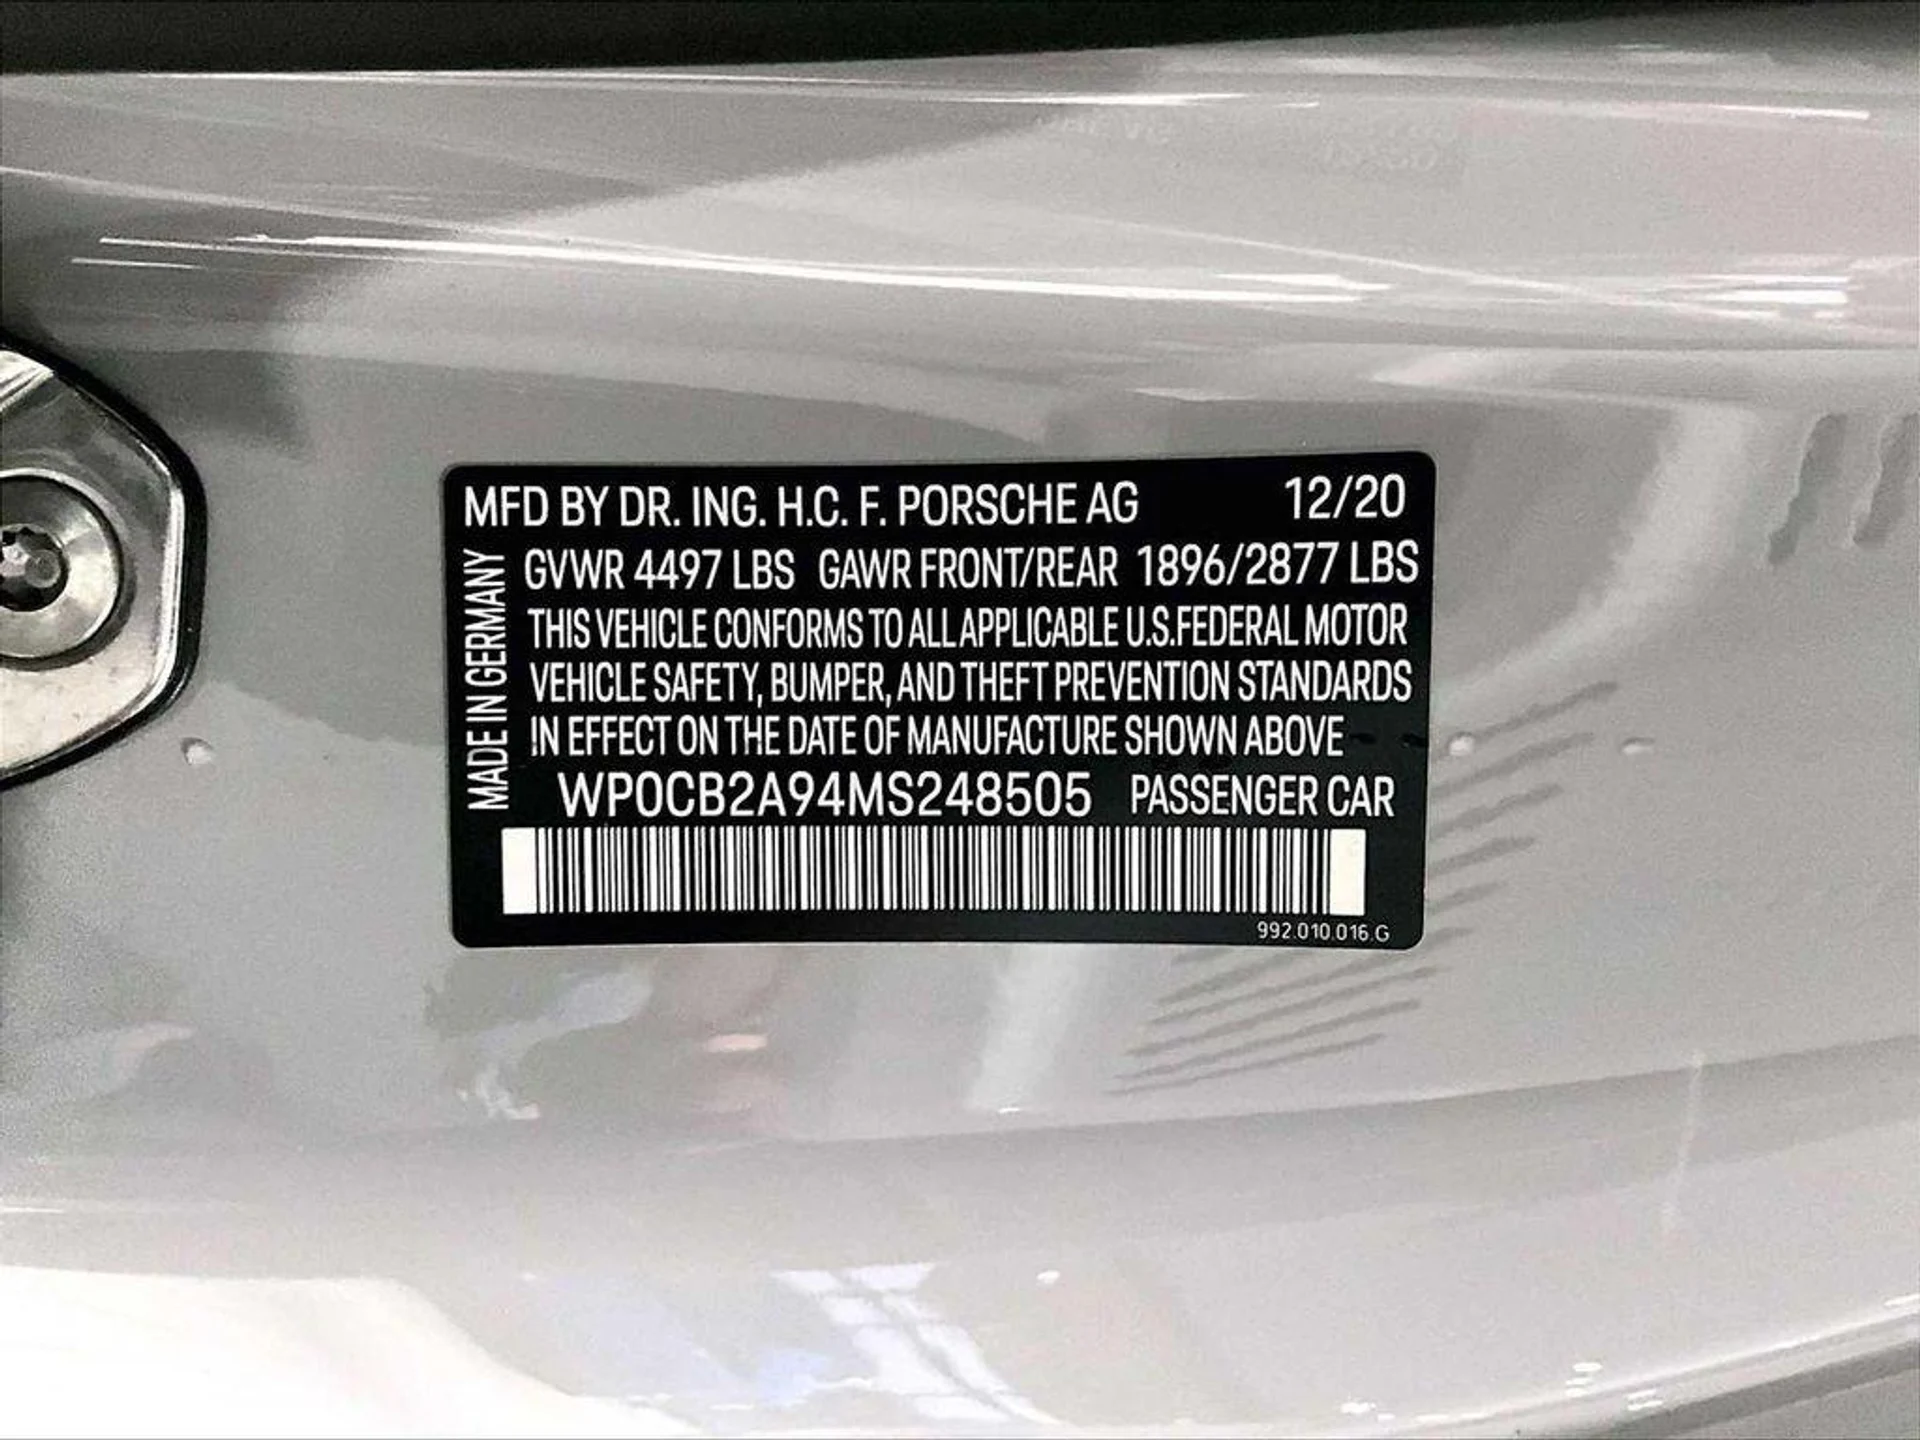 MFD BY DR. ING. H.C. F. PORSCHE AG 12/20
MADE IN GERMANY
GVWR 4497 LBS GAWR FRONT/REAR 1896/2877 LBS
THIS VEHICLE CONFORMS TO ALL APPLICABLE U.S.FEDERAL MOTOR
VEHICLE SAFETY, BUMPER, AND THEFT PREVENTION STANDARDS
IN EFFECT ON THE DATE OF MANUFACTURE SHOWN ABOVE
WP0CB2A94MS248505 PASSENGER CAR
992.010.016.G